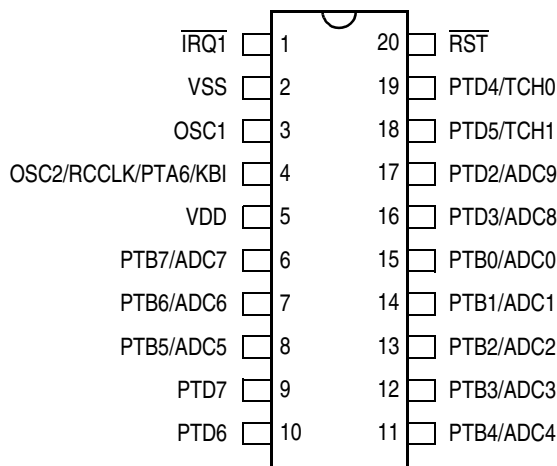 IRQ1 1 20 RST
VSS 2 19 PTD4/TCH0
OSC1 3 18 PTD5/TCH1
OSC2/RCCLK/PTA6/KBI 4 17 PTD2/ADC9
VDD 5 16 PTD3/ADC8
PTB7/ADC7 6 15 PTB0/ADC0
PTB6/ADC6 7 14 PTB1/ADC1
PTB5/ADC5 8 13 PTB2/ADC2
PTD7 9 12 PTB3/ADC3
PTD6 10 11 PTB4/ADC4